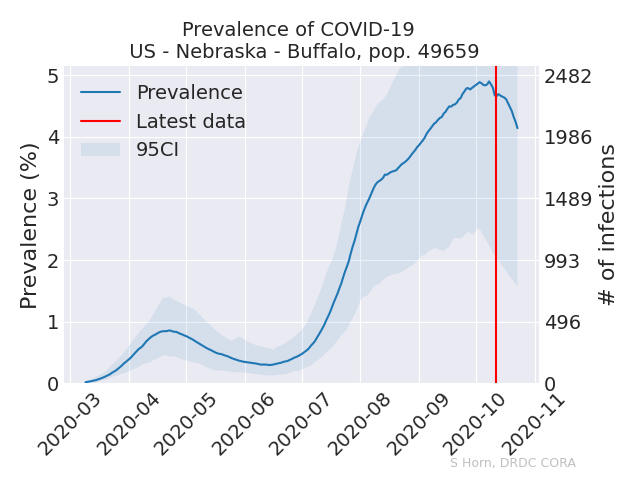 Prevalence of COVID-19
US - Nebraska - Buffalo, pop. 49659
Prevalence (%)
5
4
3
2
1
0
Prevalence
Latest data
95CI
2482
1986
1489
993
496
0
# of infections
2020-03
2020-04
2020-05
2020-06
2020-07
2020-08
2020-09
2020-10
2020-11
S Horn, DRDC CORA